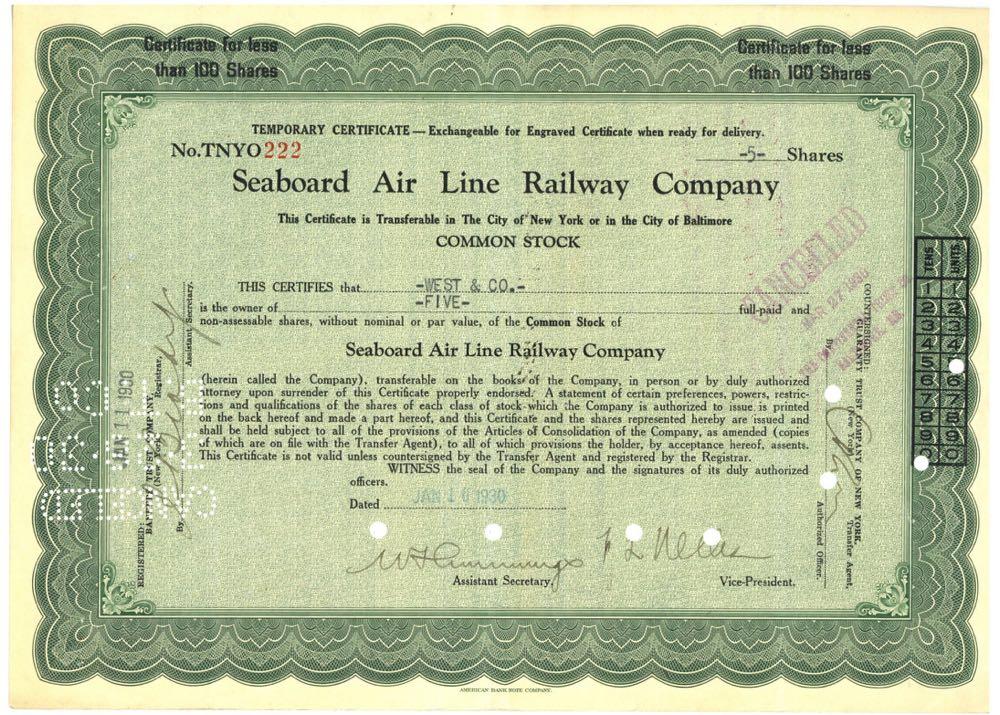 Certificate for less
than 100 Shares
Certificate for less
than 100 Shares
TEMPORARY CERTIFICATE — Exchangeable for Engraved Certificate when ready for delivery.
No.TNYO222
-5- Shares
Seaboard Air Line Railway Company
This Certificate is Transferable in The City of New York or in the City of Baltimore
COMMON STOCK
THIS CERTIFIES that -WEST & CO.-
is the owner of -FIVE- full-paid and
non-assessable shares, without nominal or par value, of the Common Stock of
Seaboard Air Line Railway Company
(herein called the Company), transferable on the books of the Company, in person or by duly authorized
attorney upon surrender of this Certificate properly endorsed. A statement of certain preferences, powers, restric-
tions and qualifications of the shares of each class of stock which the Company is authorized to issue is printed
on the back hereof and made a part hereof, and this Certificate and the shares represented hereby are issued and
shall be held subject to all of the provisions of the Articles of Consolidation of the Company, as amended (copies
of which are on file with the Transfer Agent), to all of which provisions the holder, by acceptance hereof, assents.
This Certificate is not valid unless countersigned by the Transfer Agent and registered by the Registrar.
WITNESS the seal of the Company and the signatures of its duly authorized
officers.
Dated JAN 10 1930
W F Cummings
Assistant Secretary,
Vice-President.
REGISTERED:
TRUST COMPANY,
(New York) Registrar,
By
Assistant Secretary.
JAN 11 1930
CANCELED
COUNTERSIGNED:
GUARANTY TRUST COMPANY OF NEW YORK,
(New York) Transfer Agent,
By
Authorized Officer.
CANCELED
27 1930
TENS UNITS
1 1
2 2
3 3
4 4
5
6 6
7 7
8 8
9 9
0
AMERICAN BANK NOTE COMPANY.